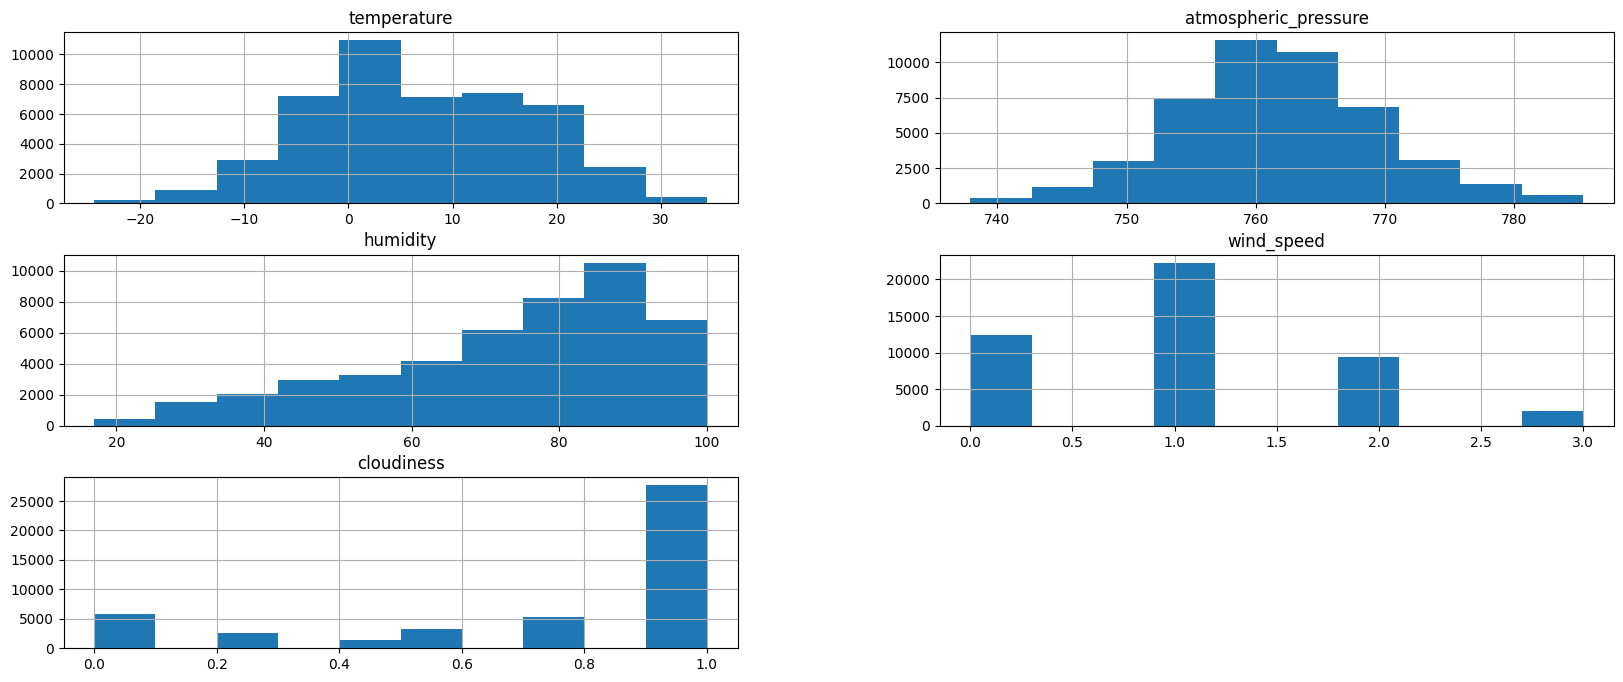 temperature
10000
8000
6000
4000
2000
0
−20 −10 0 10 20 30
atmospheric_pressure
10000
7500
5000
2500
0
740 750 760 770 780
humidity
10000
8000
6000
4000
2000
0
20 40 60 80 100
wind_speed
20000
15000
10000
5000
0
0.0 0.5 1.0 1.5 2.0 2.5 3.0
cloudiness
25000
20000
15000
10000
5000
0
0.0 0.2 0.4 0.6 0.8 1.0